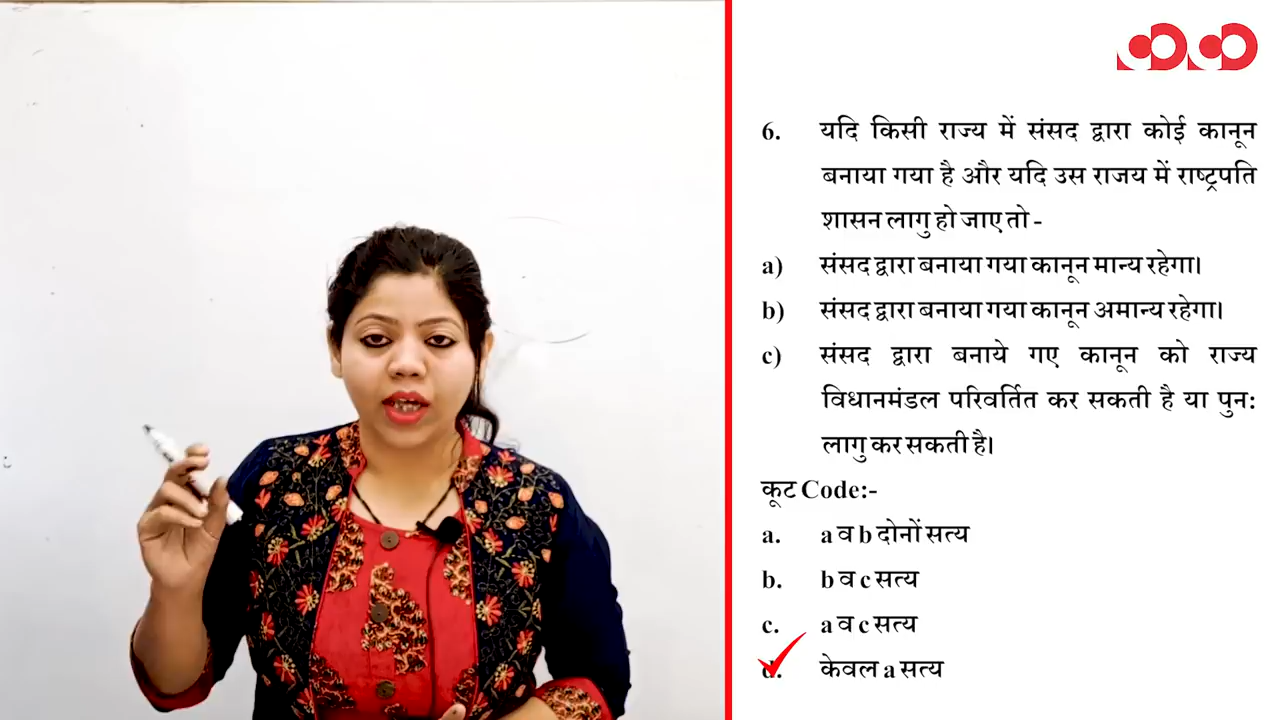 6. यदि किसी राज्य में संसद द्वारा कोई कानून
बनाया गया है और यदि उस राजय में राष्ट्रपति
शासन लागु हो जाए तो -
a) संसद द्वारा बनाया गया कानून मान्य रहेगा।
b) संसद द्वारा बनाया गया कानून अमान्य रहेगा।
c) संसद द्वारा बनाये गए कानून को राज्य
विधानमंडल परिवर्तित कर सकती है या पुन:
लागु कर सकती है।
कूट Code:-
a. a व b दोनों सत्य
b. b व c सत्य
c. a व c सत्य
d. केवल a सत्य